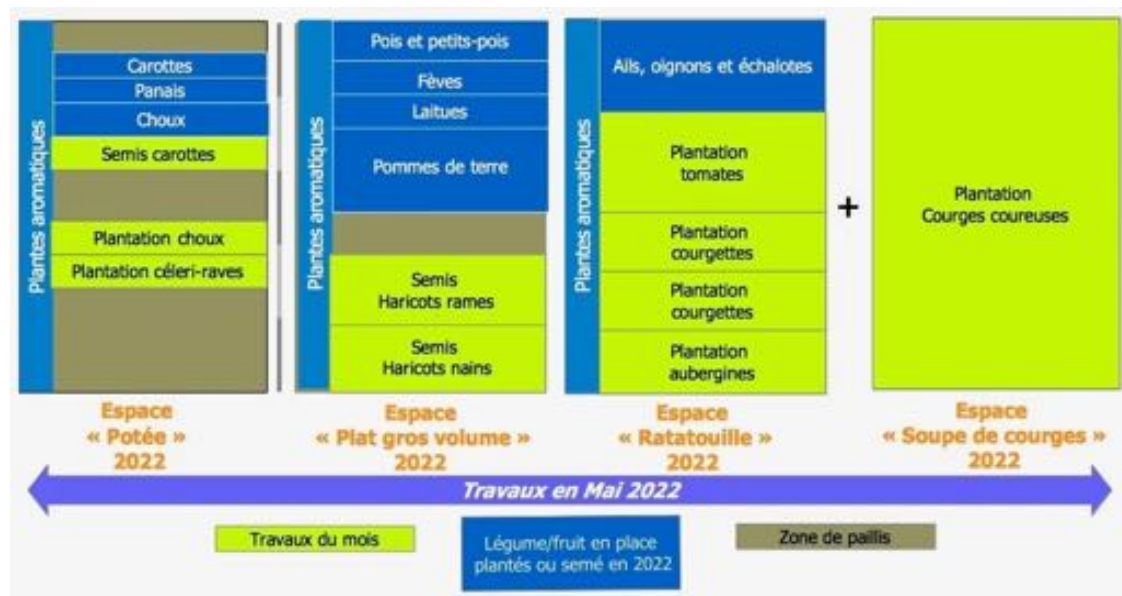 Plantes aromatiques
Carottes
Panais
Choux
Semis carottes
Plantation choux
Plantation céleri-raves
Espace
« Potée »
2022
Plantes aromatiques
Pois et petits-pois
Fèves
Laitues
Pommes de terre
Semis
Haricots rames
Semis
Haricots nains
Espace
« Plat gros volume »
2022
Plantes aromatiques
Ails, oignons et échalotes
Plantation
tomates
Plantation
courgettes
Plantation
courgettes
Plantation
aubergines
Espace
« Ratatouille »
2022
+
Plantation
Courges coureuses
Espace
« Soupe de courges »
2022
Travaux en Mai 2022
Travaux du mois
Légume/fruit en place
plantés ou semé en 2022
Zone de paillis